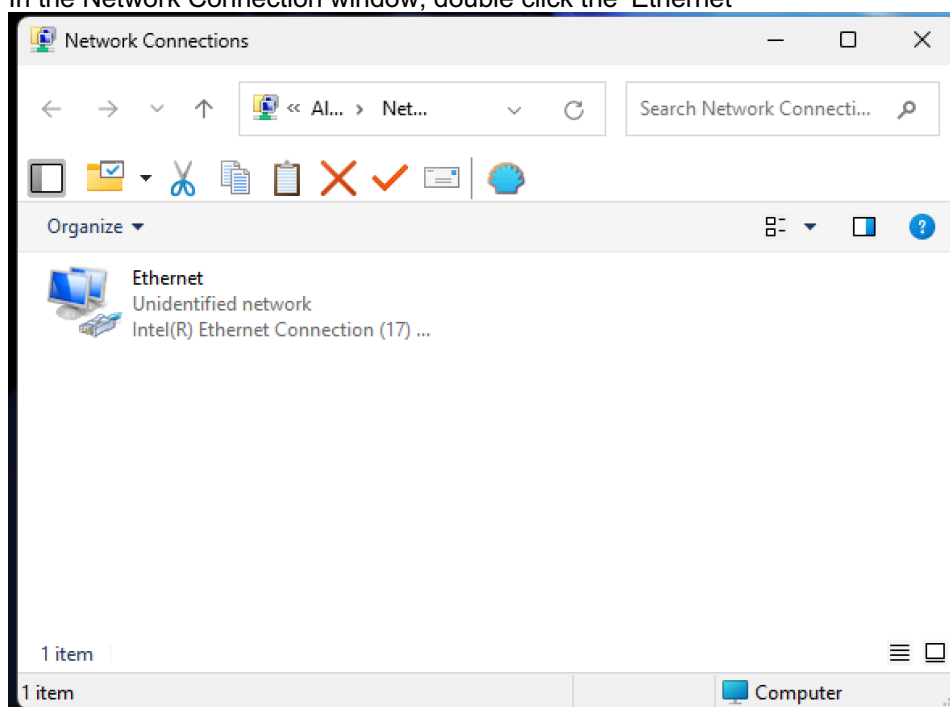 In the Network Connection window, double click the 'Ethernet'
Network Connections
« Al... › Net...
Search Network Connecti...
Organize
?
Ethernet
Unidentified network
Intel(R) Ethernet Connection (17) ...
1 item
1 item
Computer